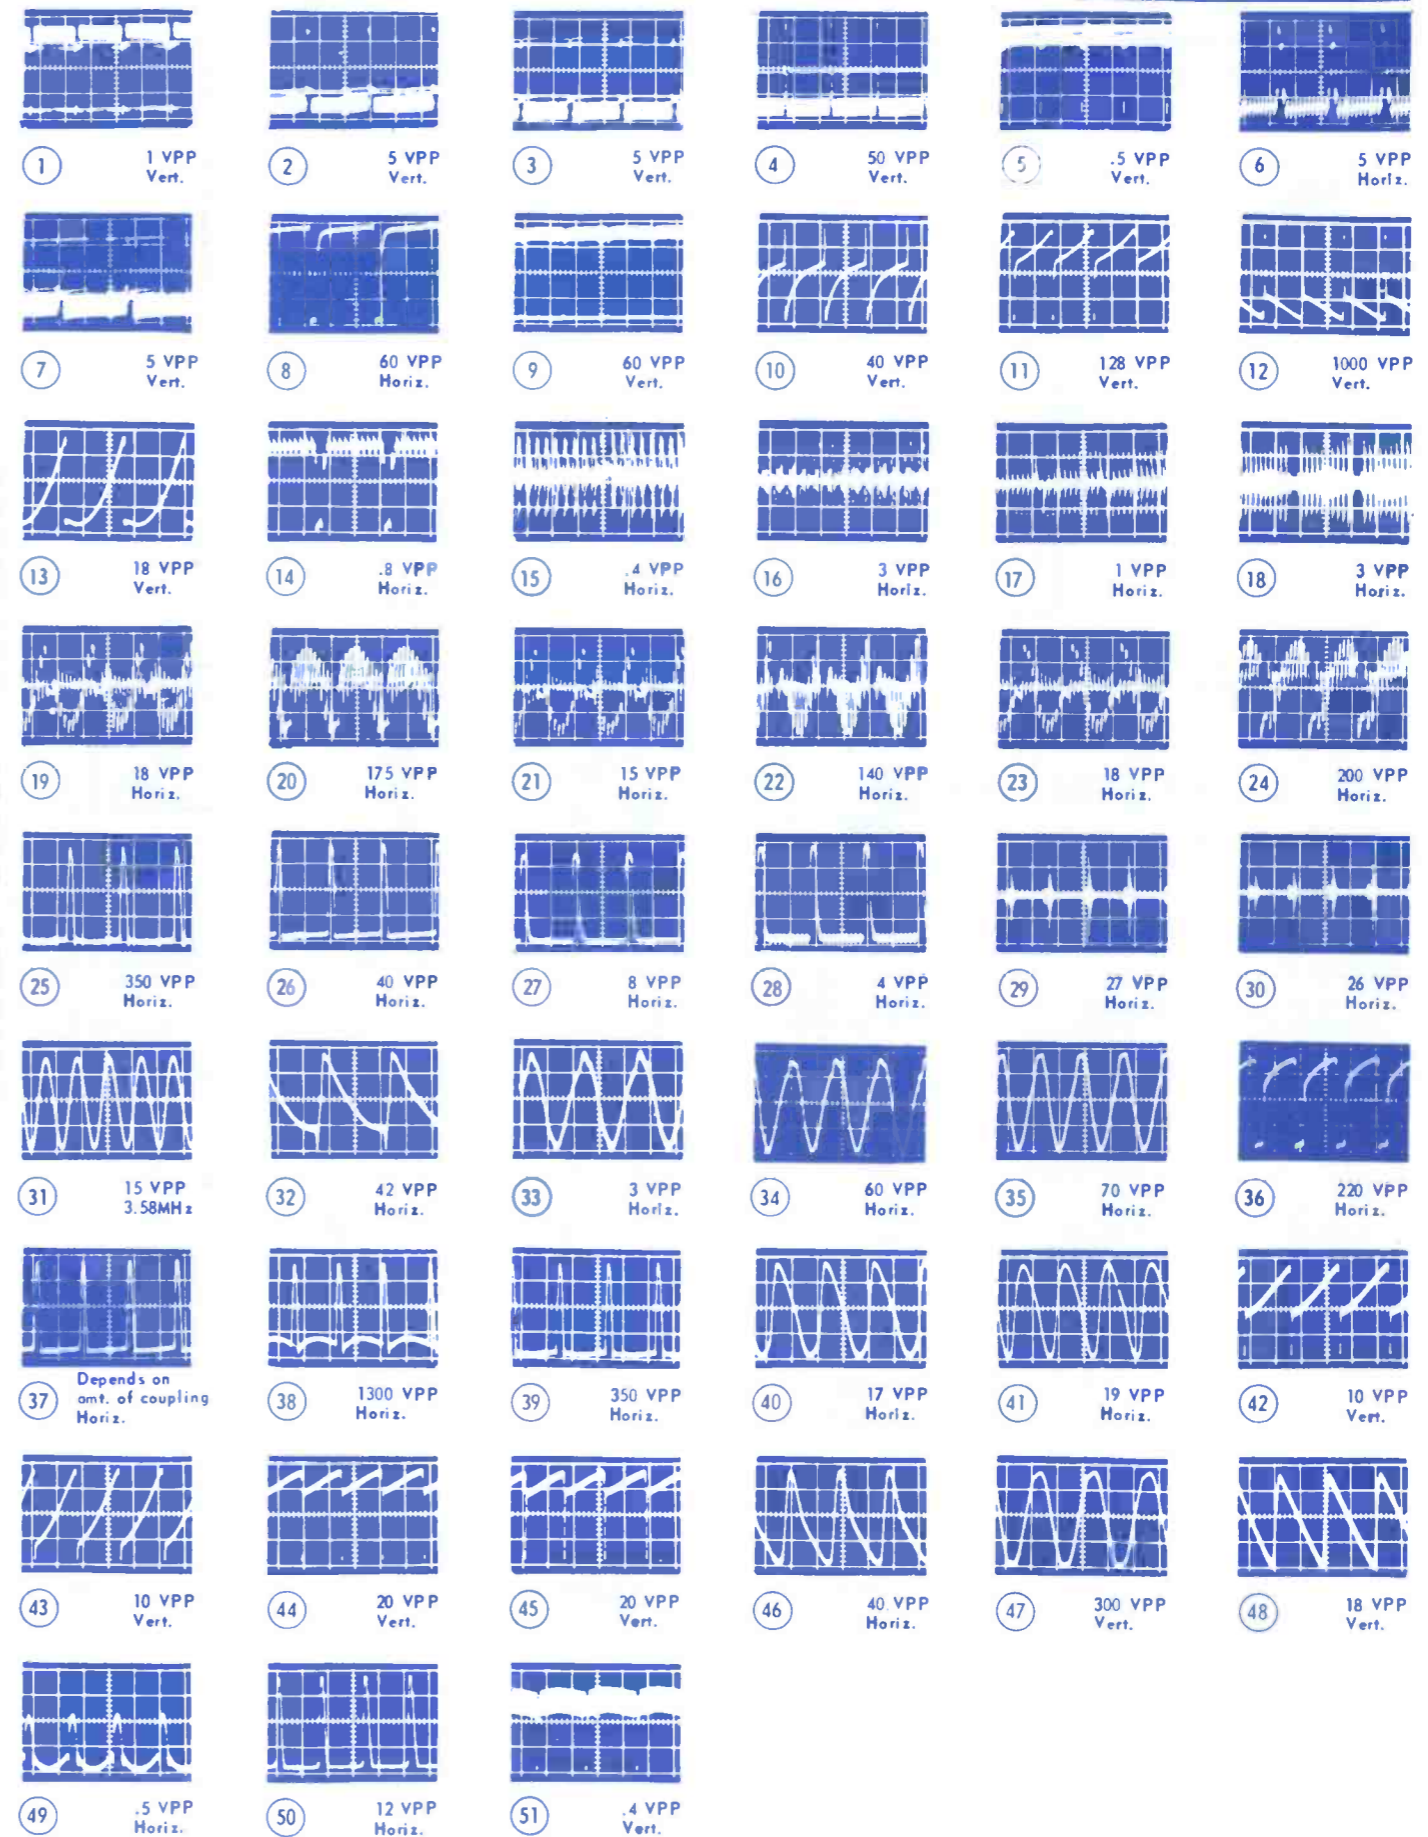 1 1 VPP
Vert.
2 5 VPP
Vert.
3 5 VPP
Vert.
4 50 VPP
Vert.
5 .5 VPP
Vert.
6 5 VPP
Horiz.
7 5 VPP
Vert.
8 60 VPP
Horiz.
9 60 VPP
Vert.
10 40 VPP
Vert.
11 128 VPP
Vert.
12 1000 VPP
Vert.
13 18 VPP
Vert.
14 .8 VPP
Horiz.
15 .4 VPP
Horiz.
16 3 VPP
Horiz.
17 1 VPP
Horiz.
18 3 VPP
Horiz.
19 18 VPP
Horiz.
20 175 VPP
Horiz.
21 15 VPP
Horiz.
22 140 VPP
Horiz.
23 18 VPP
Horiz.
24 200 VPP
Horiz.
25 350 VPP
Horiz.
26 40 VPP
Horiz.
27 8 VPP
Horiz.
28 4 VPP
Horiz.
29 27 VPP
Horiz.
30 26 VPP
Horiz.
31 15 VPP
3.58MHz
32 42 VPP
Horiz.
33 3 VPP
Horiz.
34 60 VPP
Horiz.
35 70 VPP
Horiz.
36 220 VPP
Horiz.
37 Depends on
amt. of coupling
Horiz.
38 1300 VPP
Horiz.
39 350 VPP
Horiz.
40 17 VPP
Horiz.
41 19 VPP
Horiz.
42 10 VPP
Vert.
43 10 VPP
Vert.
44 20 VPP
Vert.
45 20 VPP
Vert.
46 40 VPP
Horiz.
47 300 VPP
Vert.
48 18 VPP
Vert.
49 .5 VPP
Horiz.
50 12 VPP
Horiz.
51 .4 VPP
Vert.